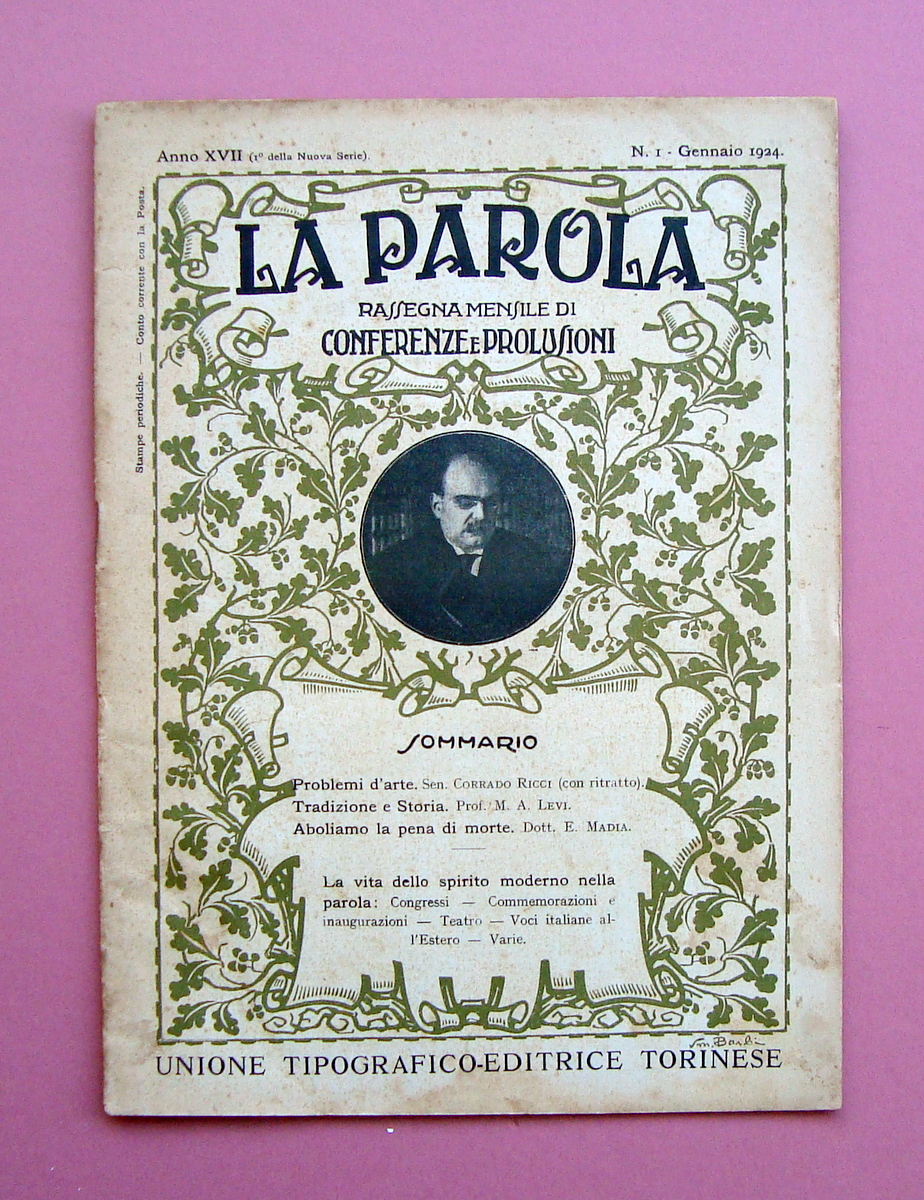 Anno XVII (1º della Nuova Serie).
N. 1 - Gennaio 1924.
Stampe periodiche. — Conto corrente con la Posta.
LA PAROLA
RASSEGNA MENSILE DI
CONFERENZE E PROLUSIONI
SOMMARIO
Problemi d'arte. Sen. CORRADO RICCI (con ritratto).
Tradizione e Storia. Prof. M. A. LEVI.
Aboliamo la pena di morte. Dott. E. MADIA.
La vita dello spirito moderno nella
parola: Congressi — Commemorazioni e
inaugurazioni — Teatro — Voci italiane al-
l'Estero — Varie.
UNIONE TIPOGRAFICO-EDITRICE TORINESE